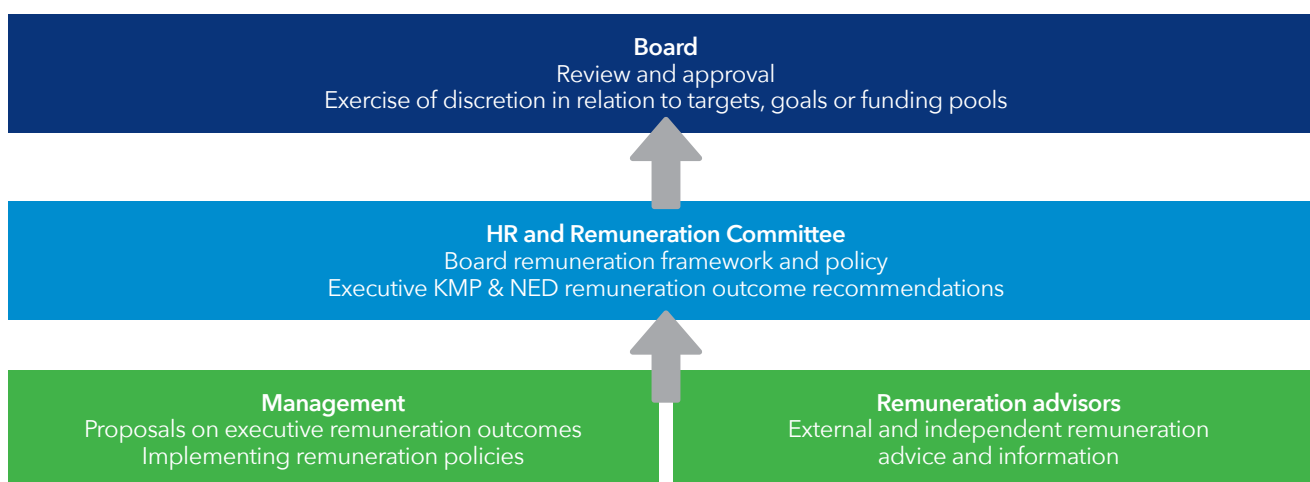 Board
Review and approval
Exercise of discretion in relation to targets, goals or funding pools
HR and Remuneration Committee
Board remuneration framework and policy
Executive KMP & NED remuneration outcome recommendations
Management
Proposals on executive remuneration outcomes
Implementing remuneration policies
Remuneration advisors
External and independent remuneration
advice and information